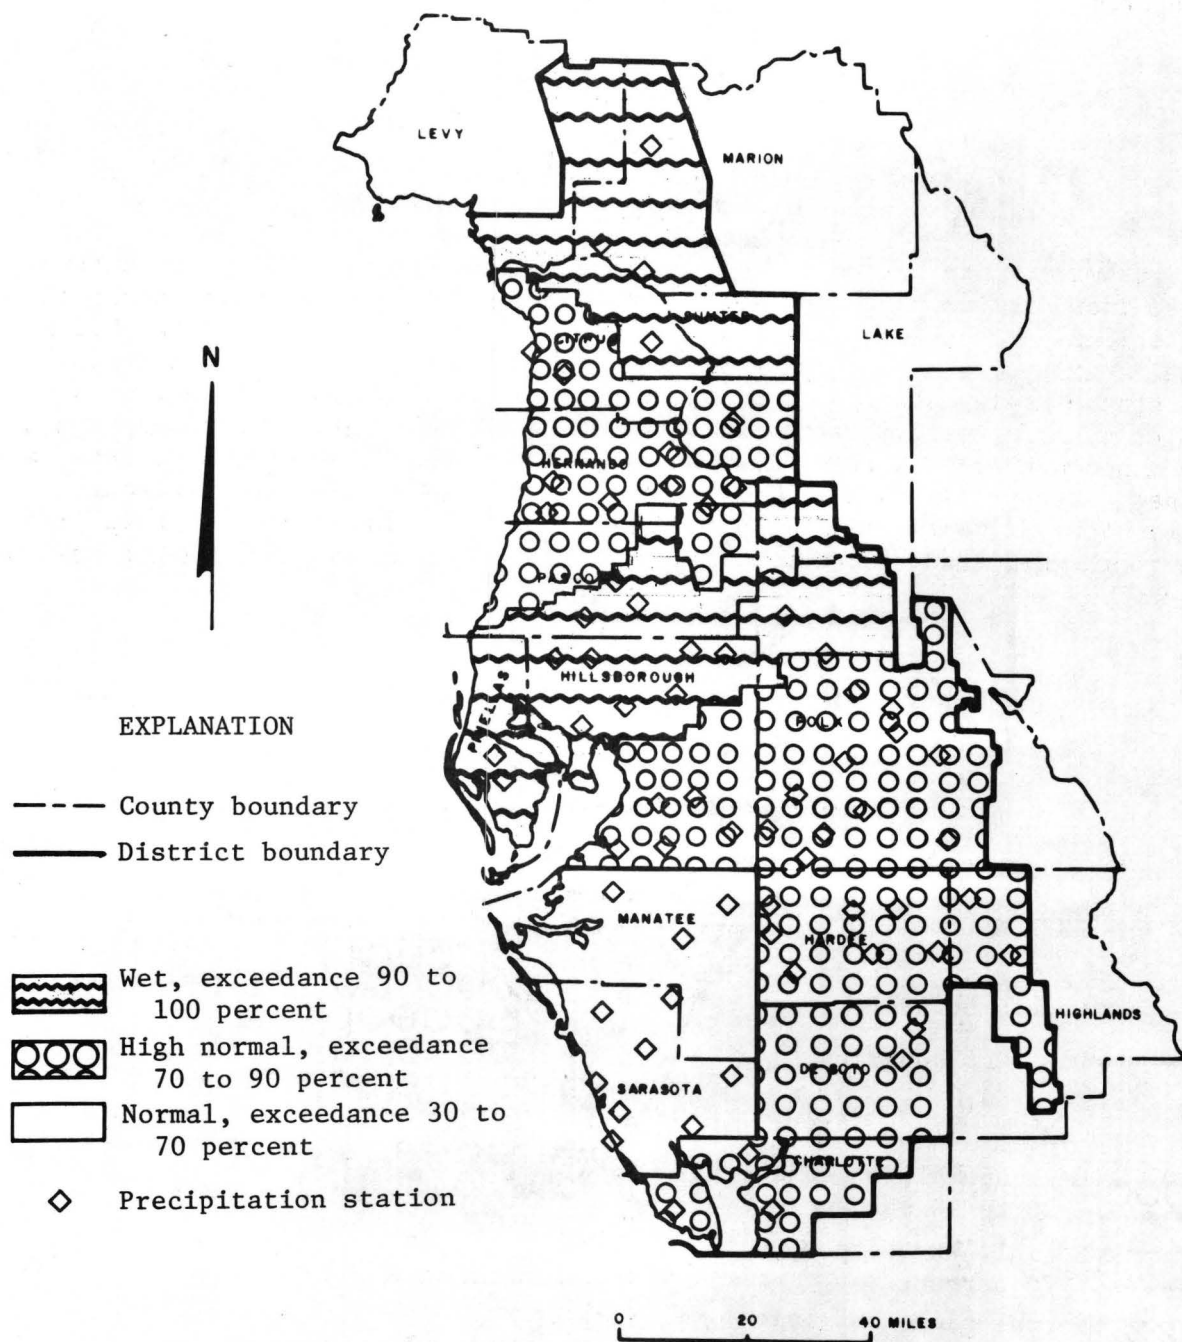 LEVY
MARION
SUMTER
LAKE
CITRUS
N
HERNANDO
PASCO
HILLSBOROUGH
PINELLAS
POLK
EXPLANATION
County boundary
District boundary
MANATEE
HARDEE
Wet, exceedance 90 to
100 percent
High normal, exceedance
70 to 90 percent
Normal, exceedance 30 to
70 percent
Precipitation station
HIGHLANDS
DE SOTO
SARASOTA
CHARLOTTE
0 20 40 MILES